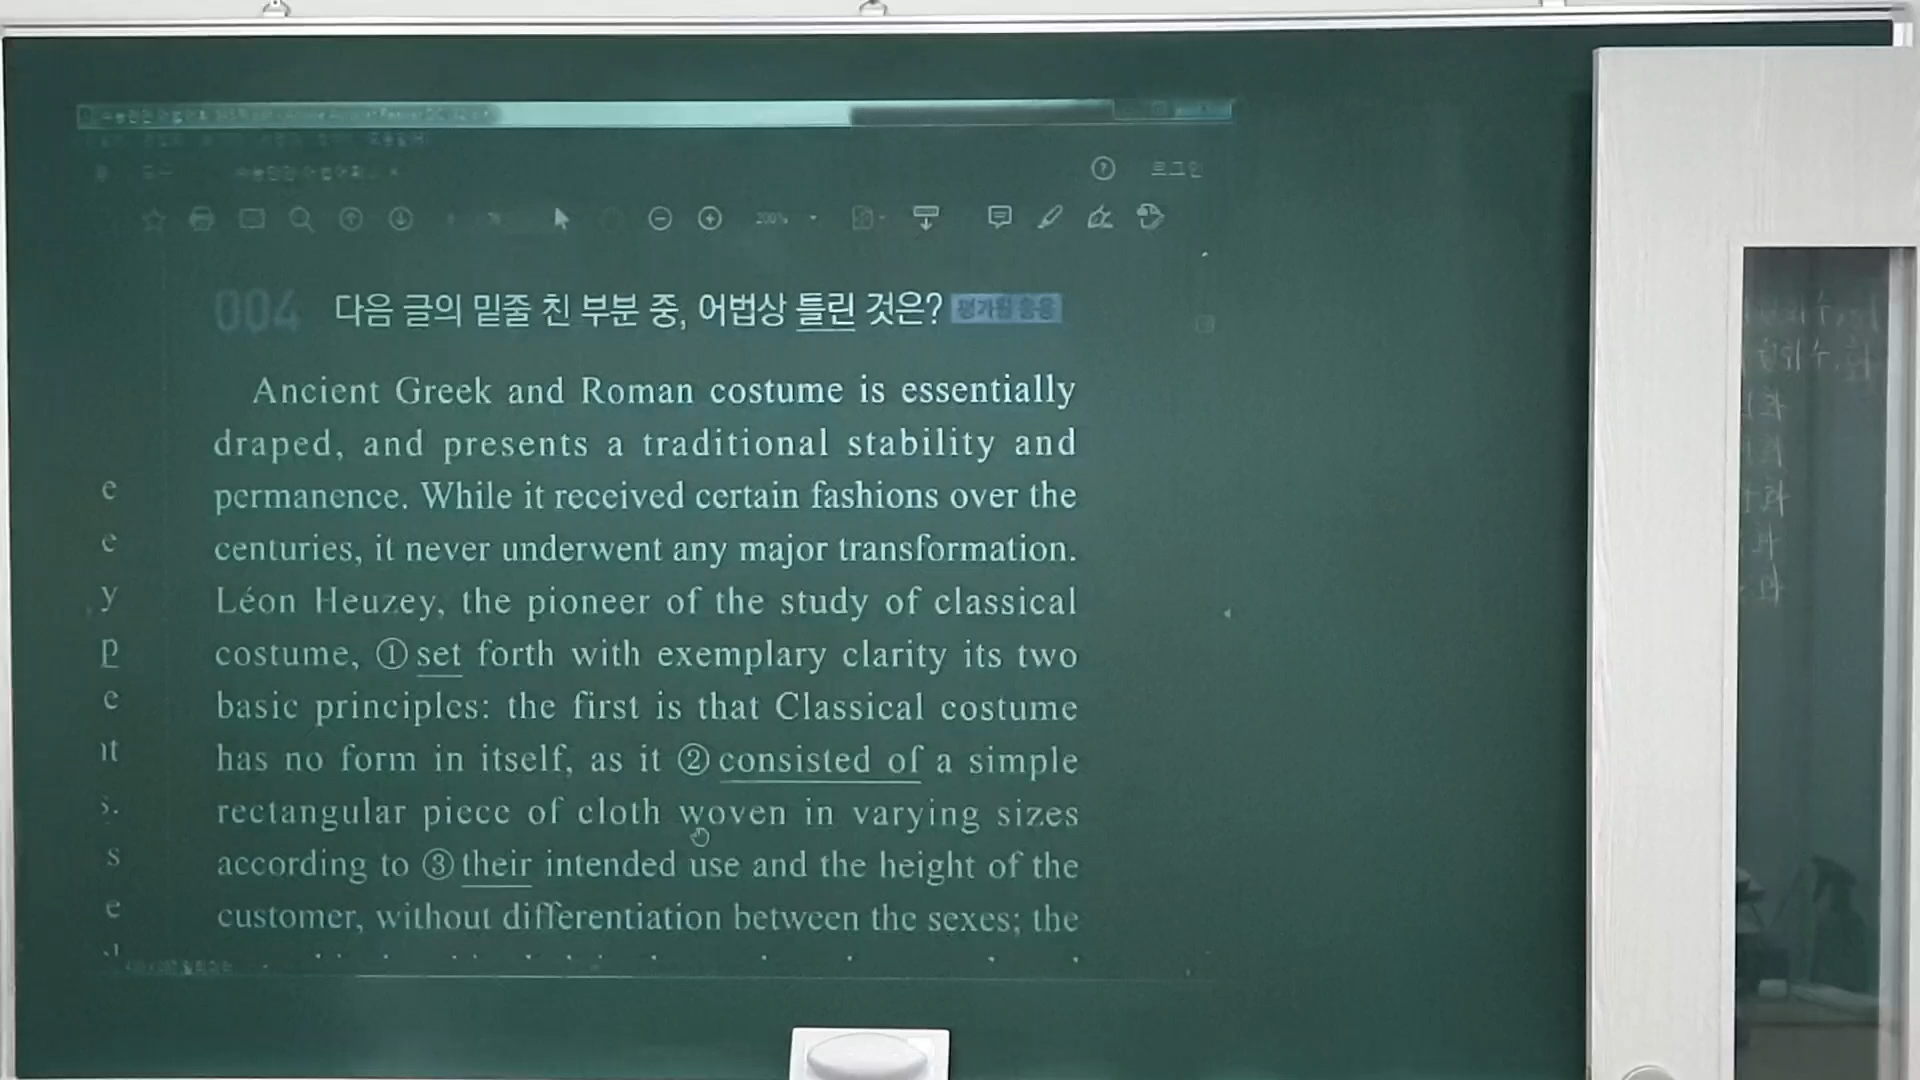 로그인
200%
004 다음 글의 밑줄 친 부분 중, 어법상 틀린 것은? 평가원 응용
Ancient Greek and Roman costume is essentially
draped, and presents a traditional stability and
permanence. While it received certain fashions over the
centuries, it never underwent any major transformation.
Léon Heuzey, the pioneer of the study of classical
costume, ① set forth with exemplary clarity its two
basic principles: the first is that Classical costume
has no form in itself, as it ② consisted of a simple
rectangular piece of cloth woven in varying sizes
according to ③ their intended use and the height of the
customer, without differentiation between the sexes; the
e
e
y
p
e
nt
s.
s
e